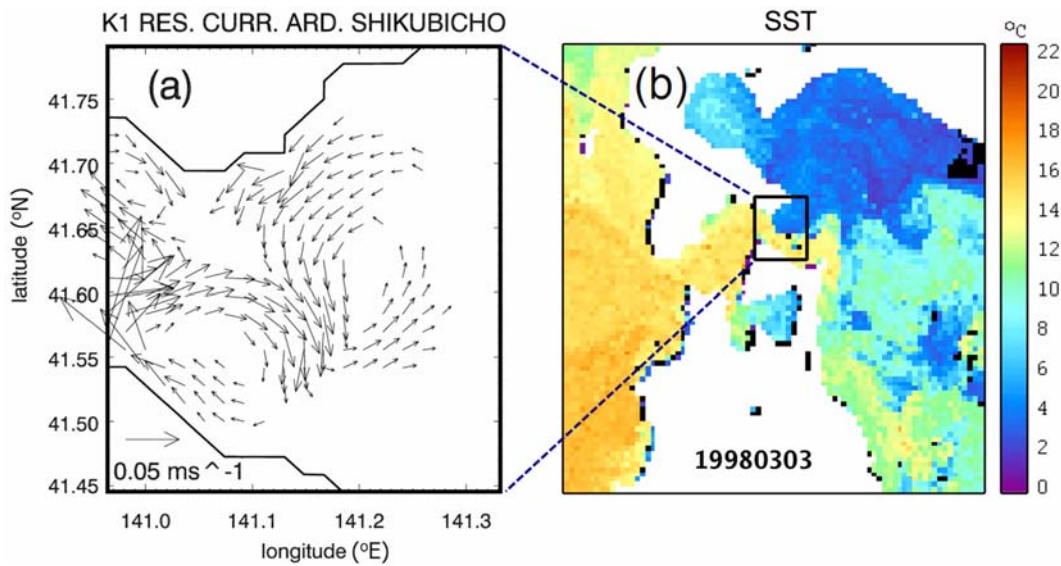 K1 RES. CURR. ARD. SHIKUBICHO
SST
°C
(a)
(b)
41.75
41.70
41.65
41.60
41.55
41.50
41.45
latitude (°N)
0.05 ms^-1
141.0 141.1 141.2 141.3
longitude (°E)
19980303
22
20
18
16
14
12
10
8
6
4
2
0